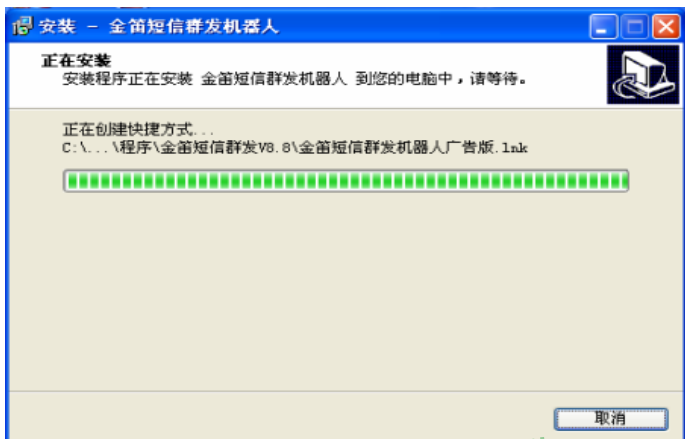 安装 - 金笛短信群发机器人
正在安装
安装程序正在安装 金笛短信群发机器人 到您的电脑中，请等待。
正在创建快捷方式...
C:\...\程序\金笛短信群发V8.8\金笛短信群发机器人广告版.lnk
取消